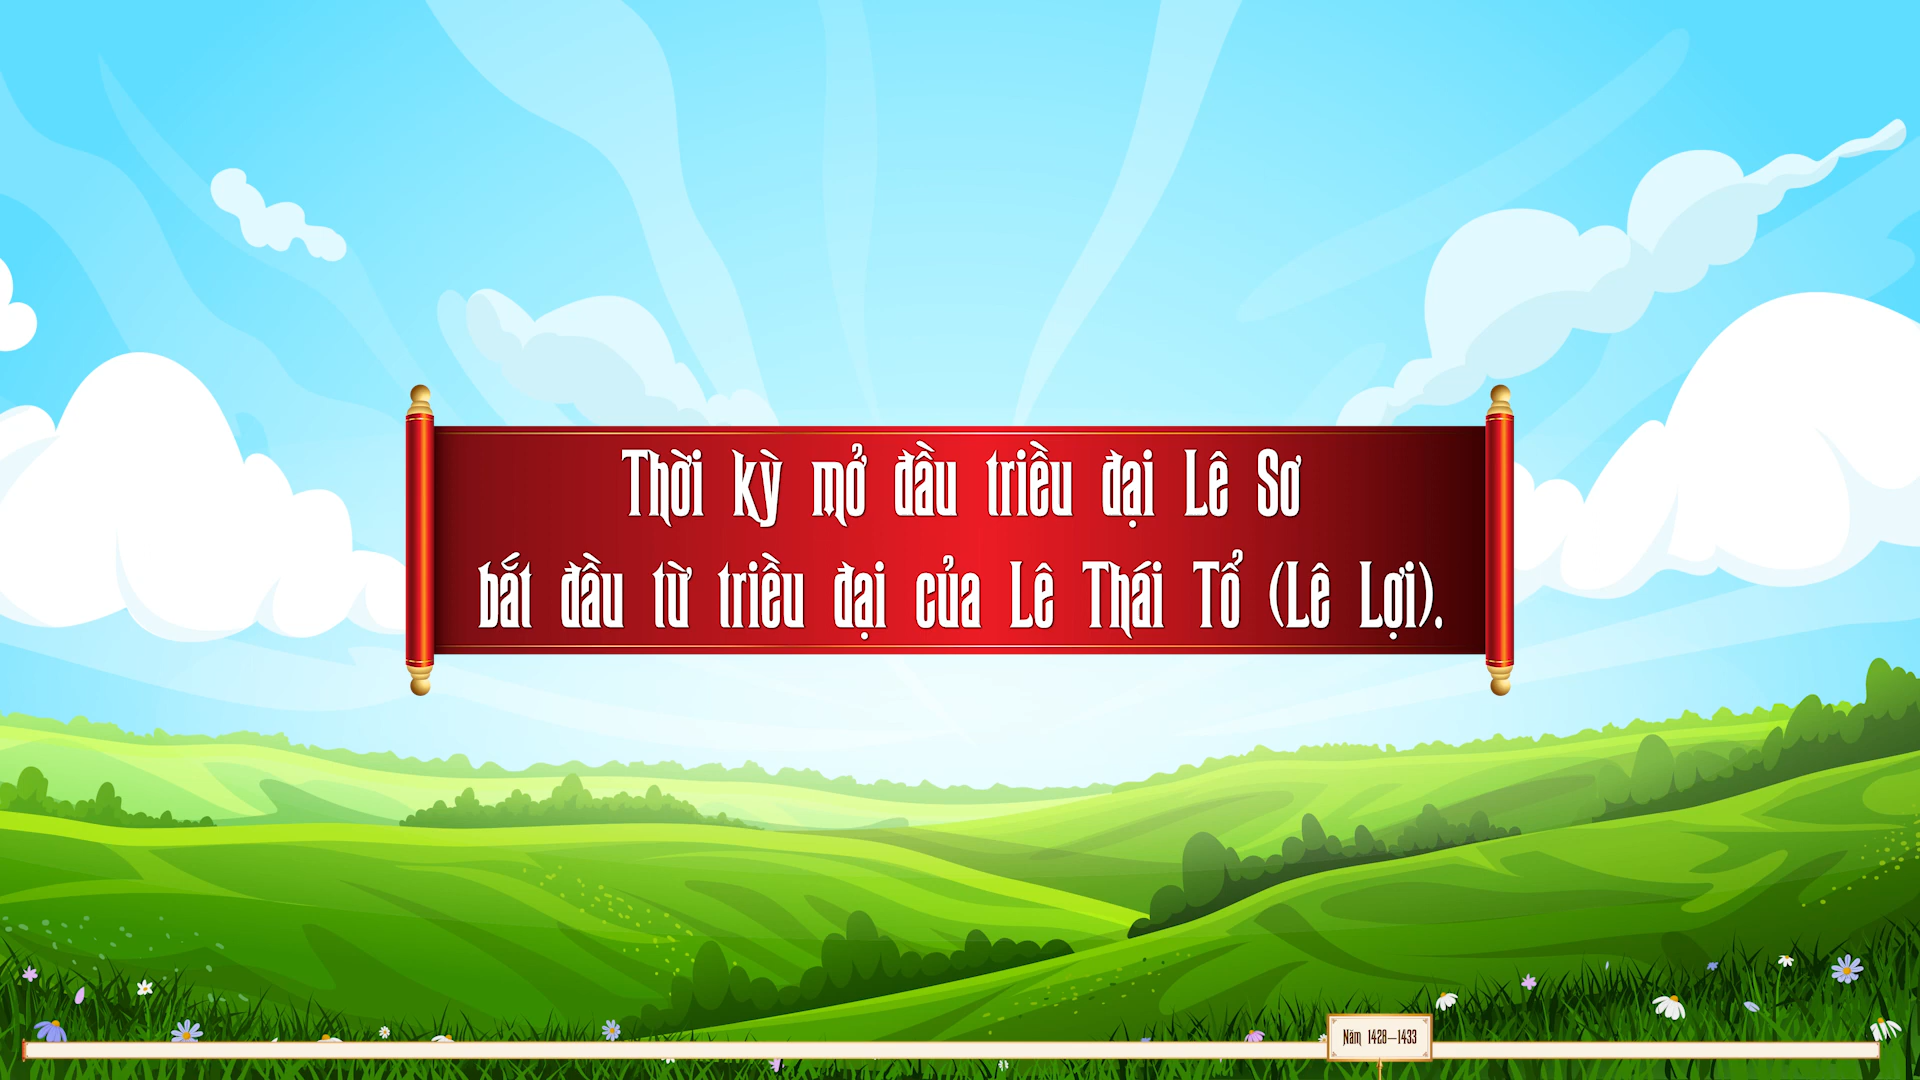 Thời kỳ mở đầu triều đại Lê Sơ
bắt đầu từ triều đại của Lê Thái Tổ (Lê Lợi).
Năm 1428–1433